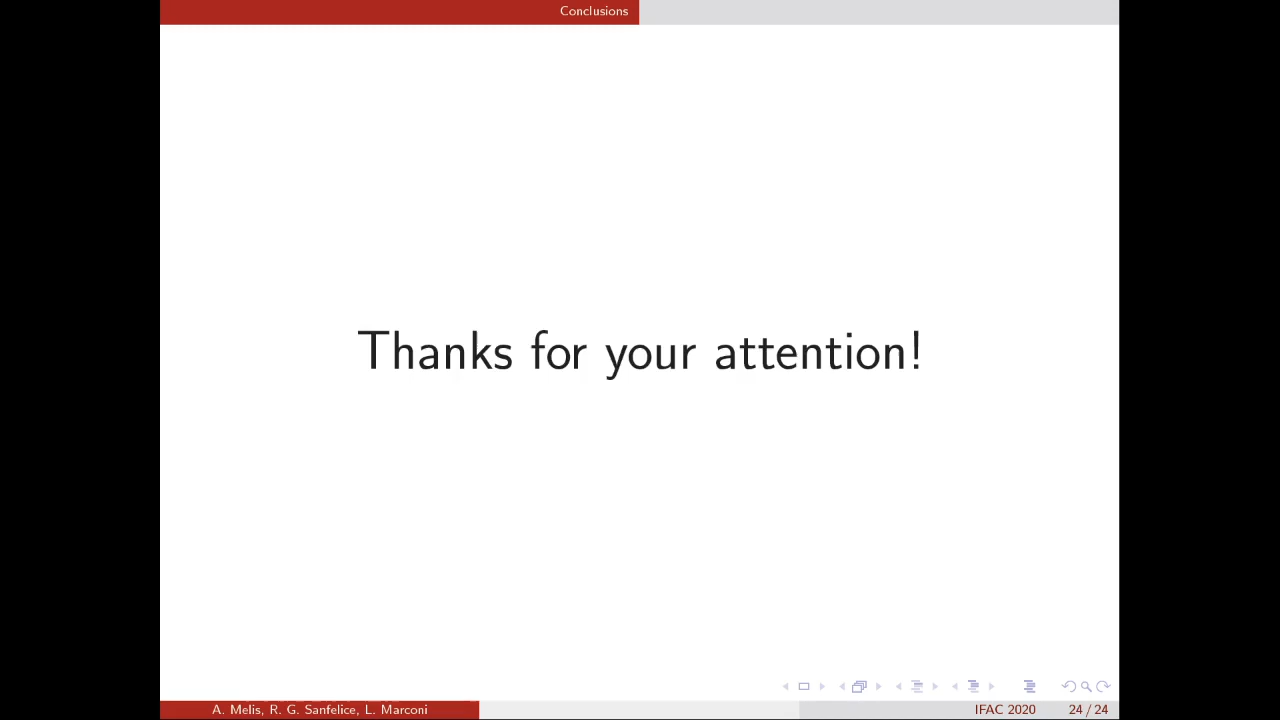 Conclusions
Thanks for your attention!
A. Melis, R. G. Sanfelice, L. Marconi
IFAC 2020
24 / 24